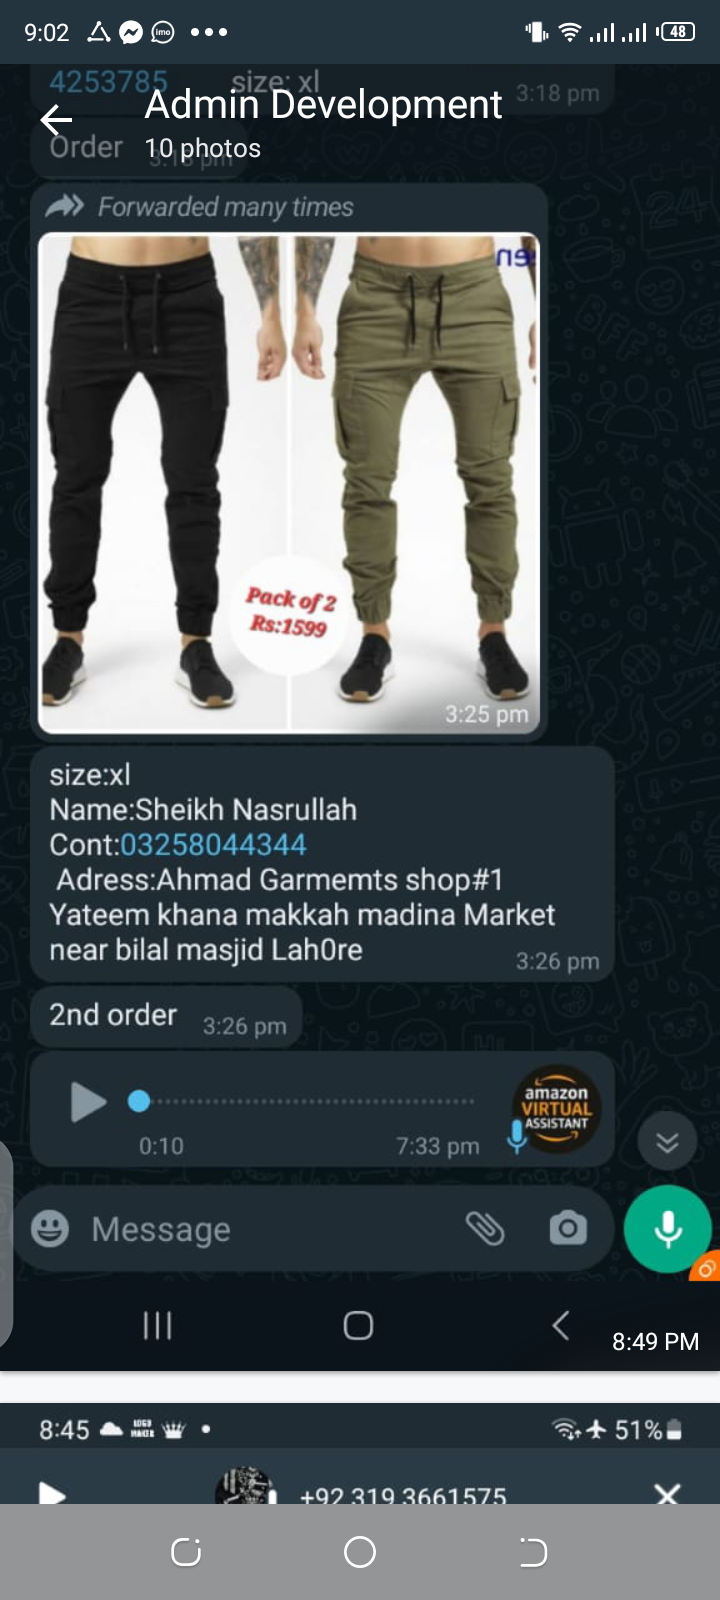 9:02
imo
48
4253785 size: xl
3:18 pm
Admin Development
Order
10 photos
Forwarded many times
Pack of 2
Rs:1599
3:25 pm
size:xl
Name:Sheikh Nasrullah
Cont:03258044344
Adress:Ahmad Garmemts shop#1
Yateem khana makkah madina Market
near bilal masjid Lah0re
3:26 pm
2nd order 3:26 pm
amazon
VIRTUAL
ASSISTANT
0:10 7:33 pm
Message
8:49 PM
8:45
51%
+92 319 3661575